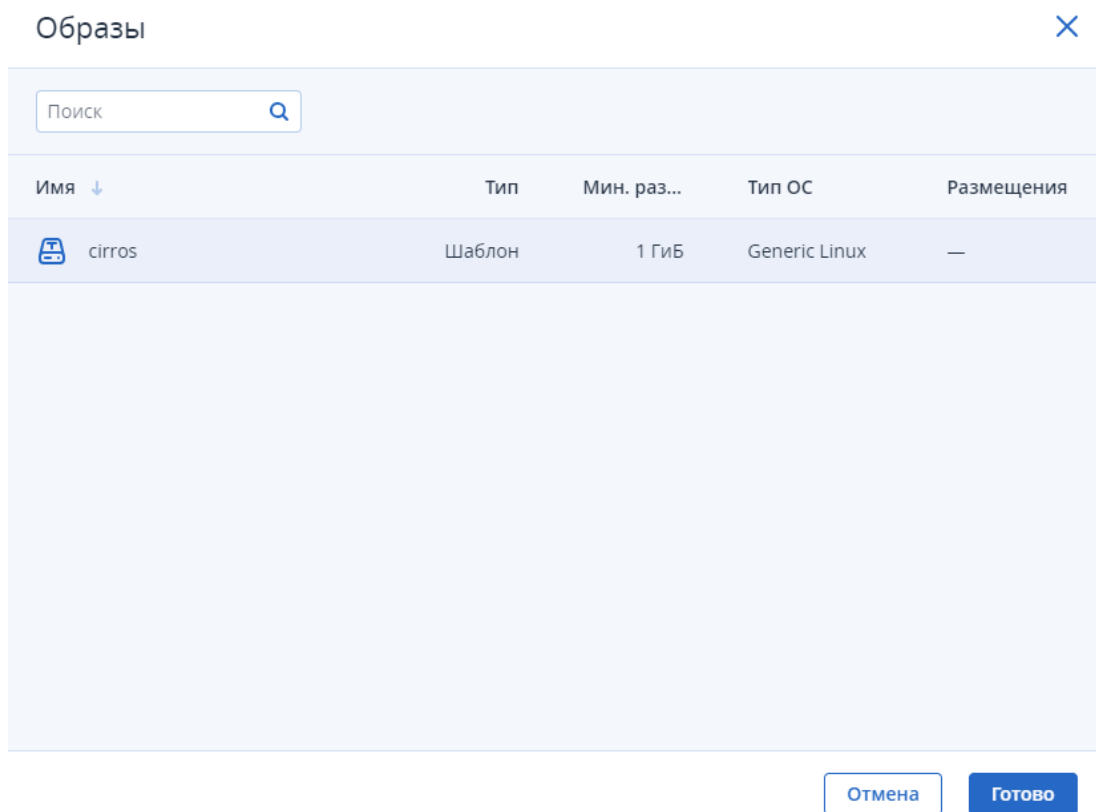 Образы
Поиск
Имя Тип Мин. раз... Тип ОС Размещения
cirros Шаблон 1 ГиБ Generic Linux —
Отмена Готово